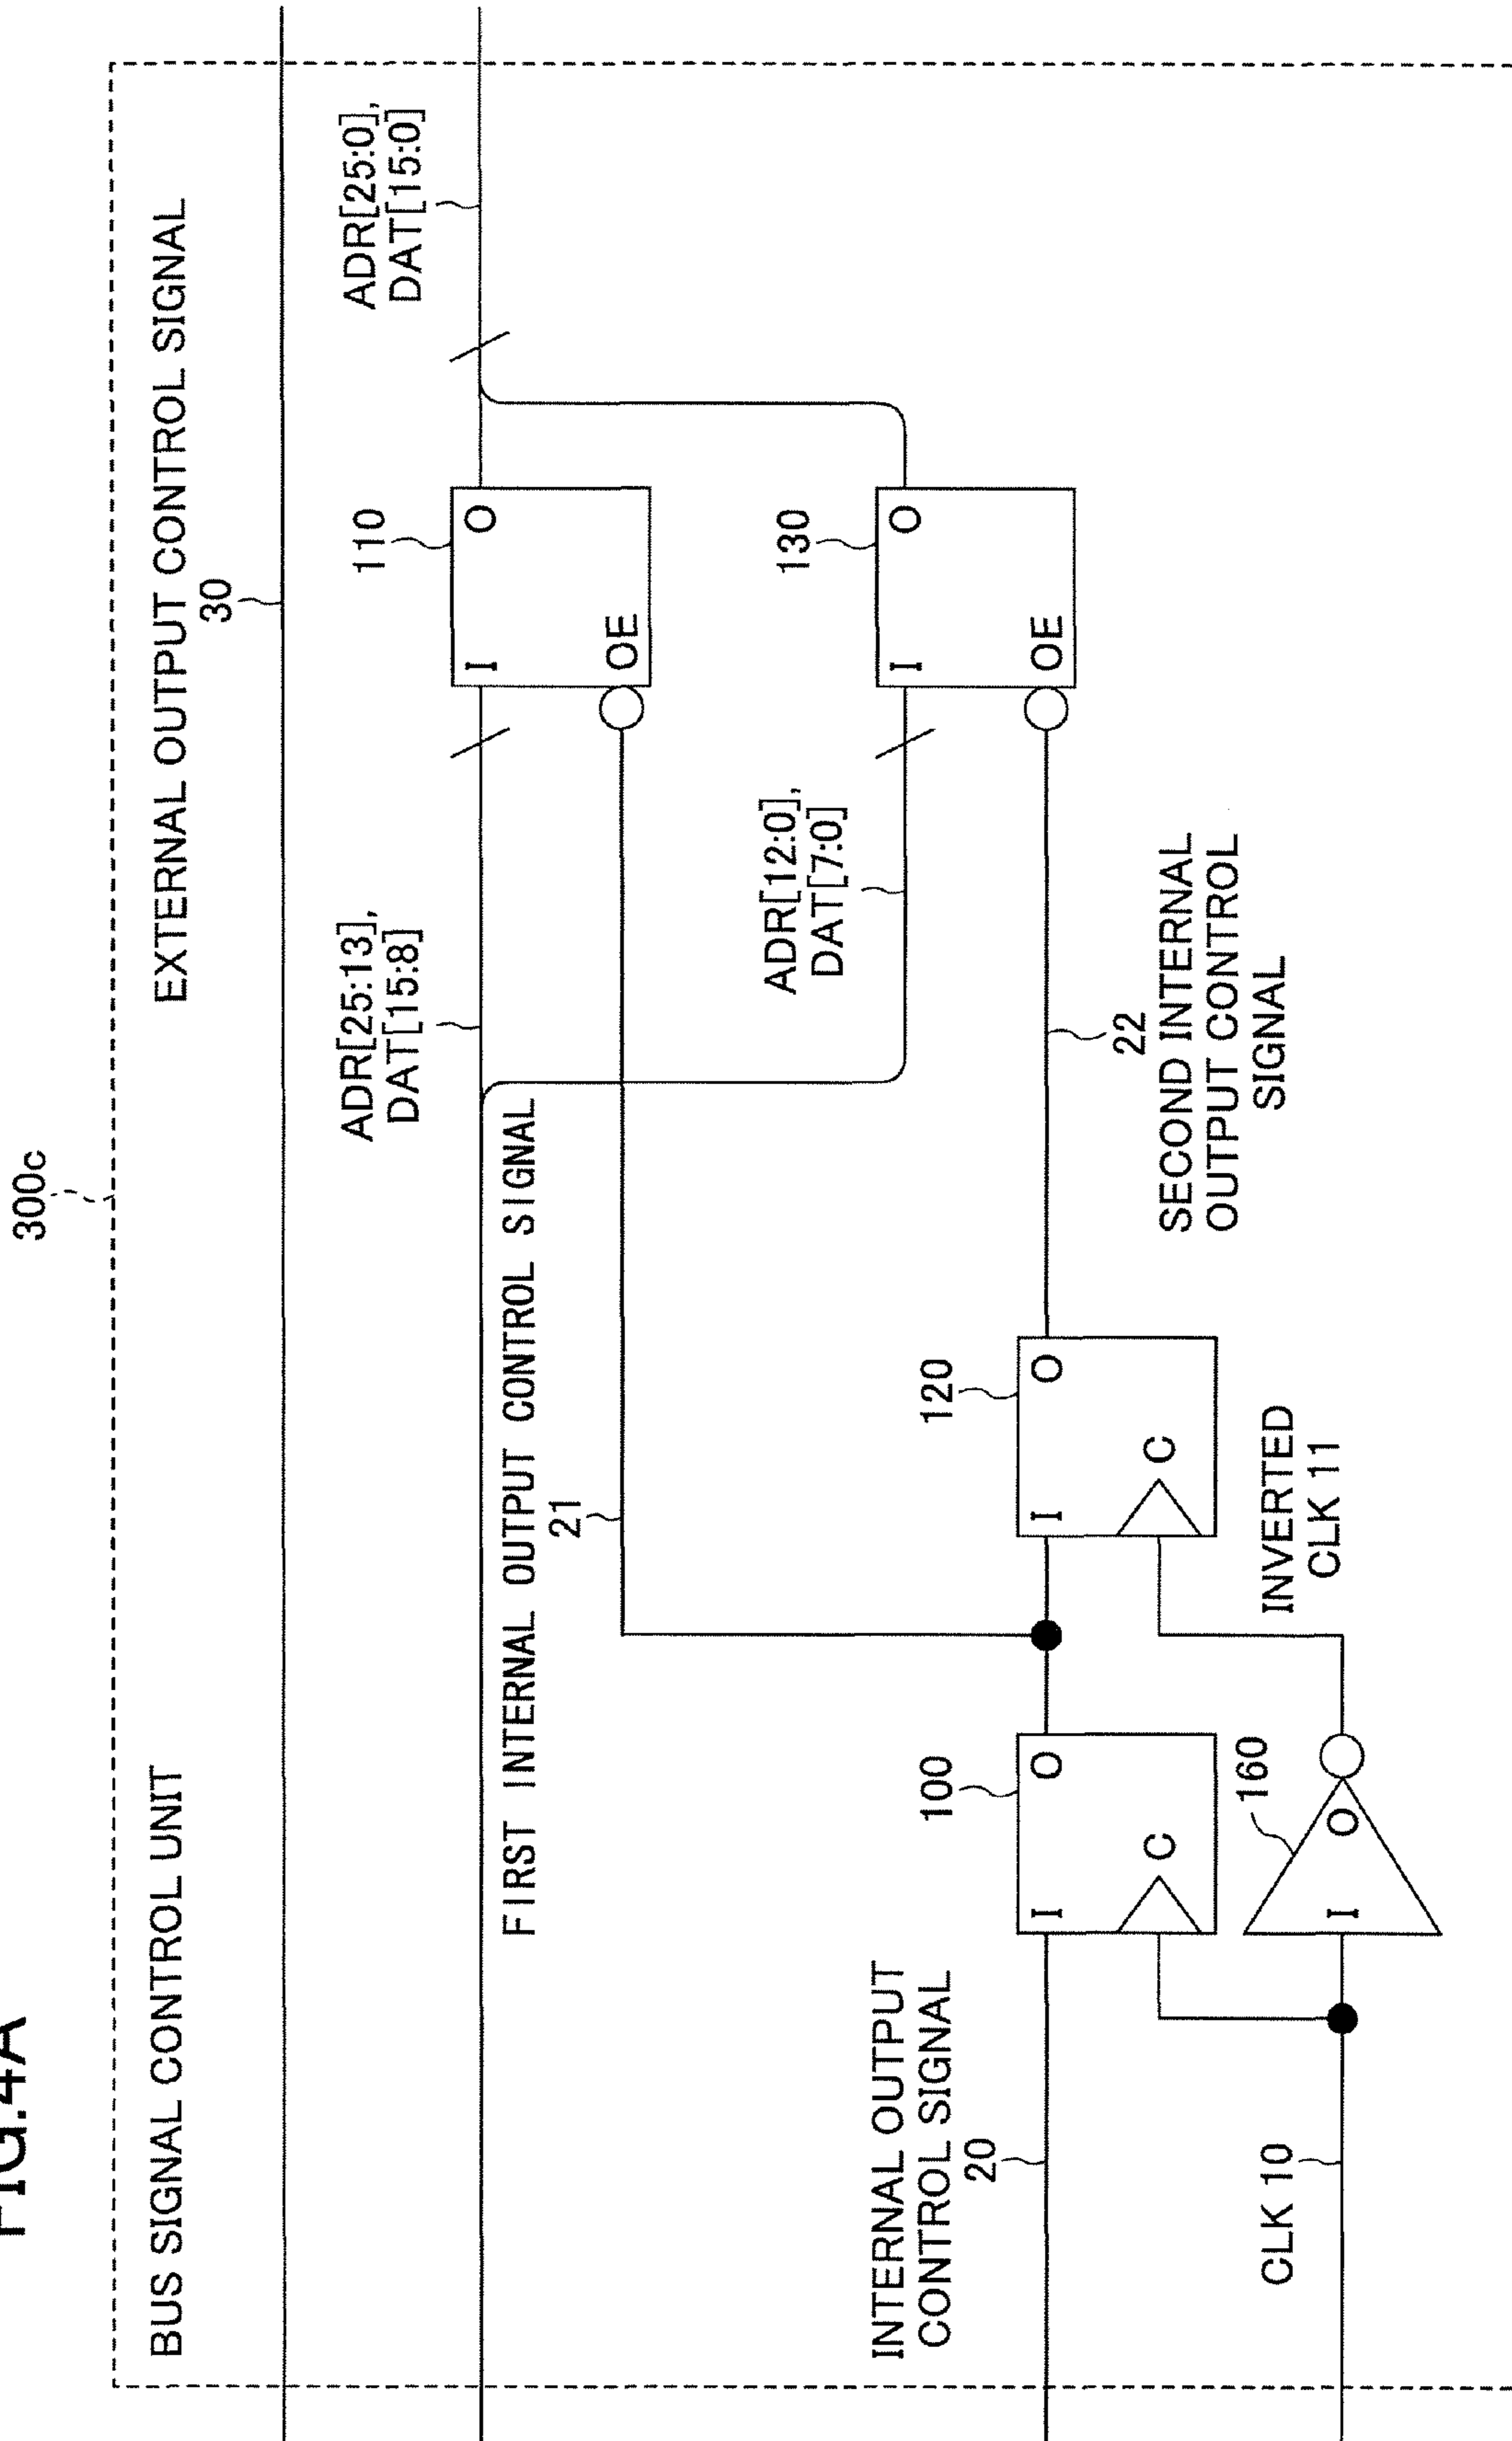 FIG.4A
300c
BUS SIGNAL CONTROL UNIT
EXTERNAL OUTPUT CONTROL SIGNAL
30
ADR[25:13],
DAT[15:8]
110
I
O
OE
ADR[25:0],
DAT[15:0]
FIRST INTERNAL OUTPUT CONTROL SIGNAL
21
ADR[12:0],
DAT[7:0]
130
I
O
OE
INTERNAL OUTPUT
CONTROL SIGNAL
20
100
I
O
C
120
I
O
C
22
SECOND INTERNAL
OUTPUT CONTROL
SIGNAL
CLK 10
160
I
O
INVERTED
CLK 11